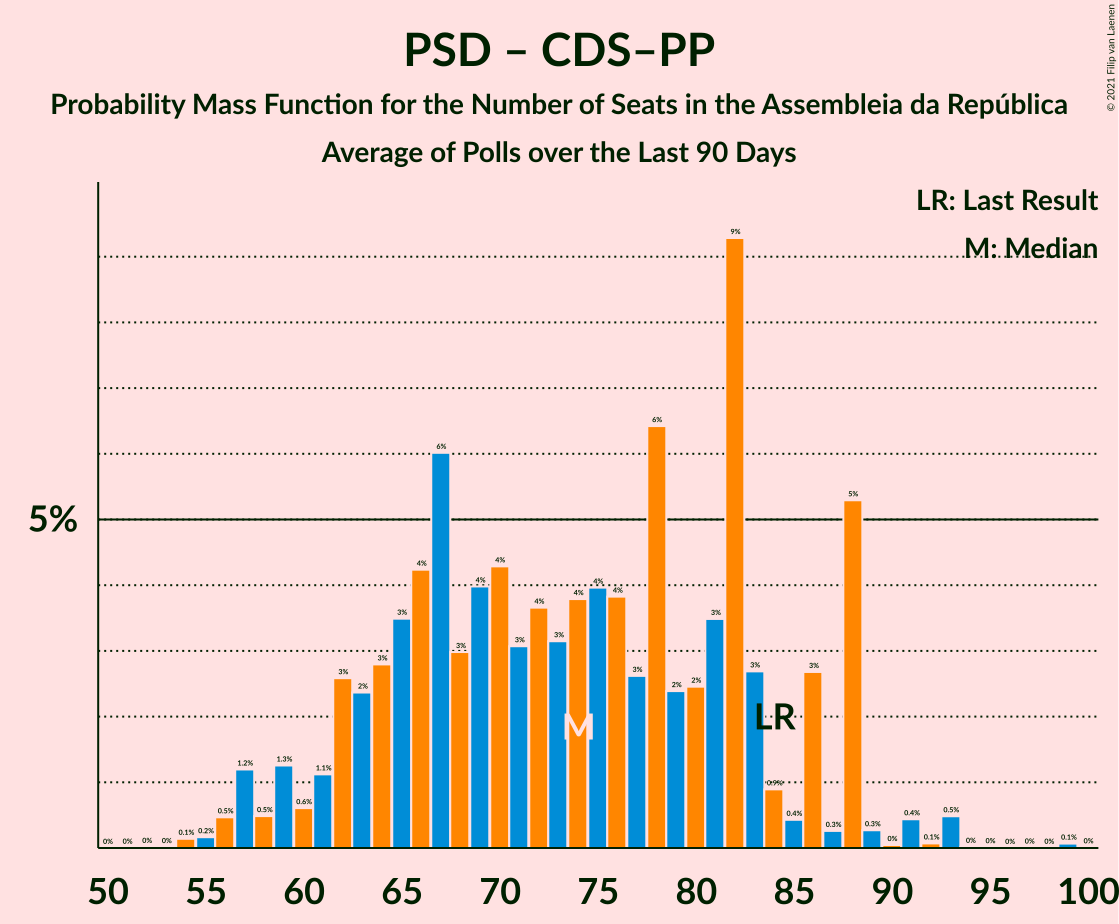 © 2021 Filip van Laenen
PSD – CDS–PP
Probability Mass Function for the Number of Seats in the Assembleia da República
Average of Polls over the Last 90 Days
LR: Last Result
M: Median
5%
0% 0% 0% 0% 0.1% 0.2% 0.5% 1.2% 0.5% 1.3% 0.6% 1.1% 3% 2% 3% 3% 4% 6% 3% 4% 4% 3% 4% 3% 4% 4% 4% 3% 6% 2% 2% 3% 9% 3% 0.9% 0.4% 3% 0.3% 5% 0.3% 0% 0.4% 0.1% 0.5% 0% 0% 0% 0% 0% 0.1% 0%
M
LR
50 55 60 65 70 75 80 85 90 95 100